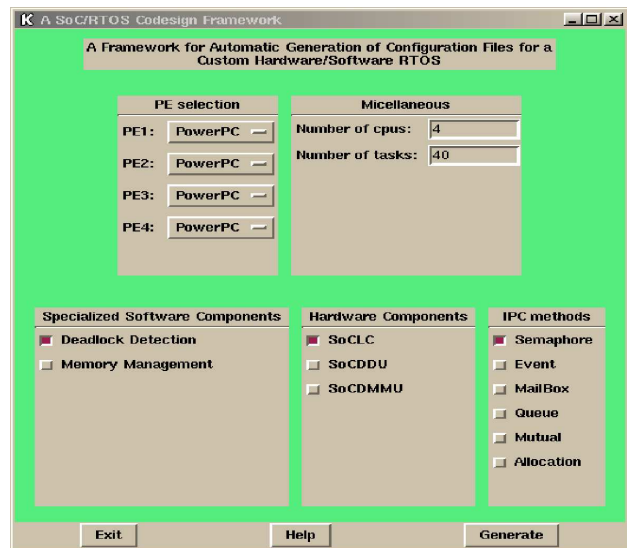 A SoC/RTOS Codesign Framework
A Framework for Automatic Generation of Configuration Files for a
Custom Hardware/Software RTOS
PE selection
PE1: PowerPC
PE2: PowerPC
PE3: PowerPC
PE4: PowerPC
Micellaneous
Number of cpus: 4
Number of tasks: 40
Specialized Software Components
Deadlock Detection
Memory Management
Hardware Components
SoCLC
SoCDDU
SoCDMMU
IPC methods
Semaphore
Event
MailBox
Queue
Mutual
Allocation
Exit
Help
Generate